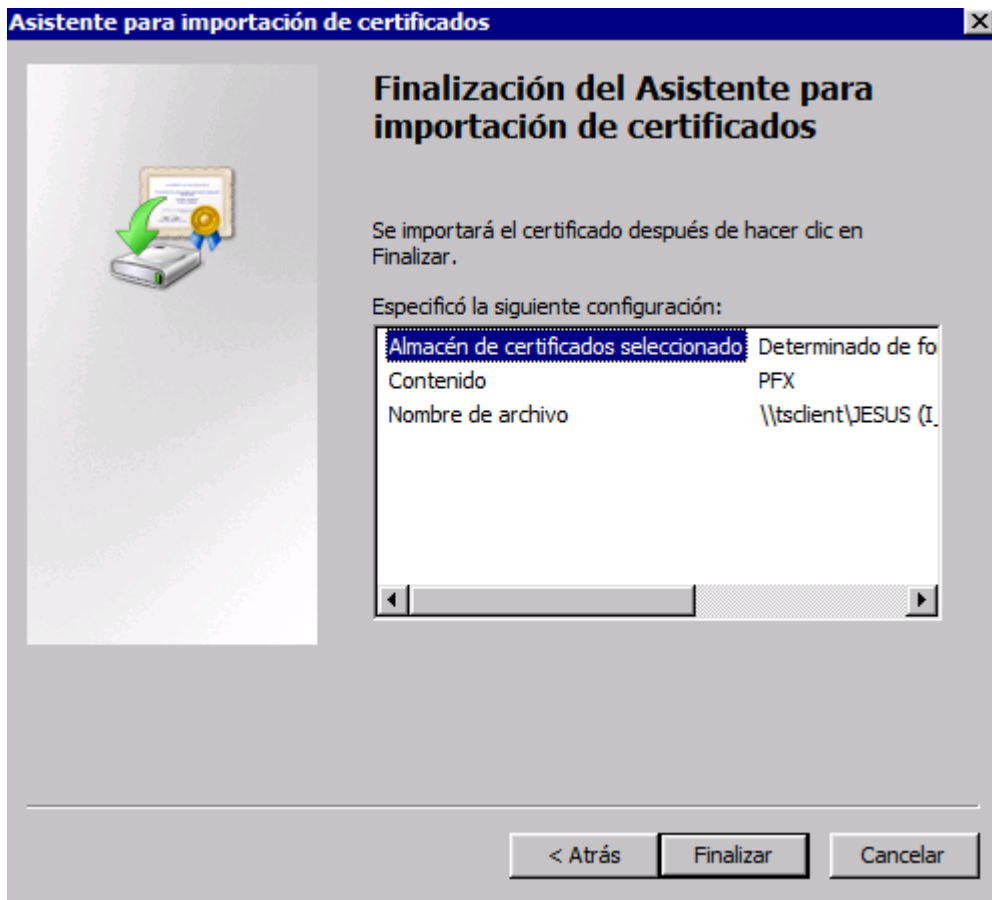 Asistente para importación de certificados
Finalización del Asistente para
importación de certificados
Se importará el certificado después de hacer clic en
Finalizar.
Especificó la siguiente configuración:
Almacén de certificados seleccionado Determinado de fo
Contenido PFX
Nombre de archivo \\tsclient\JESUS (I_
< Atrás Finalizar Cancelar